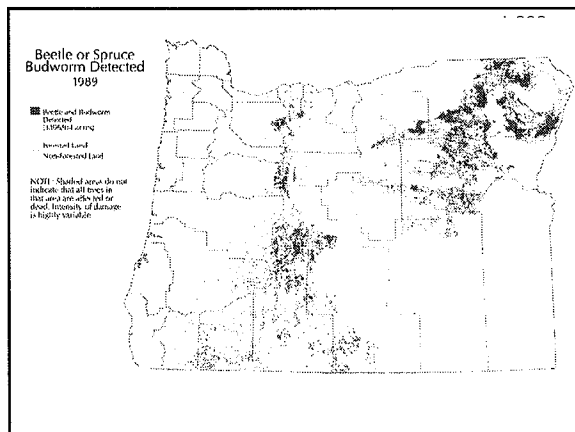 Beetle or Spruce
Budworm Detected
1989
Beetle and Budworm
Detected
Forested Land
Non-forested Land
NOTE: Shaded areas do not
indicate that all trees in
that area are affected or
dead. Intensity of damage
is highly variable.